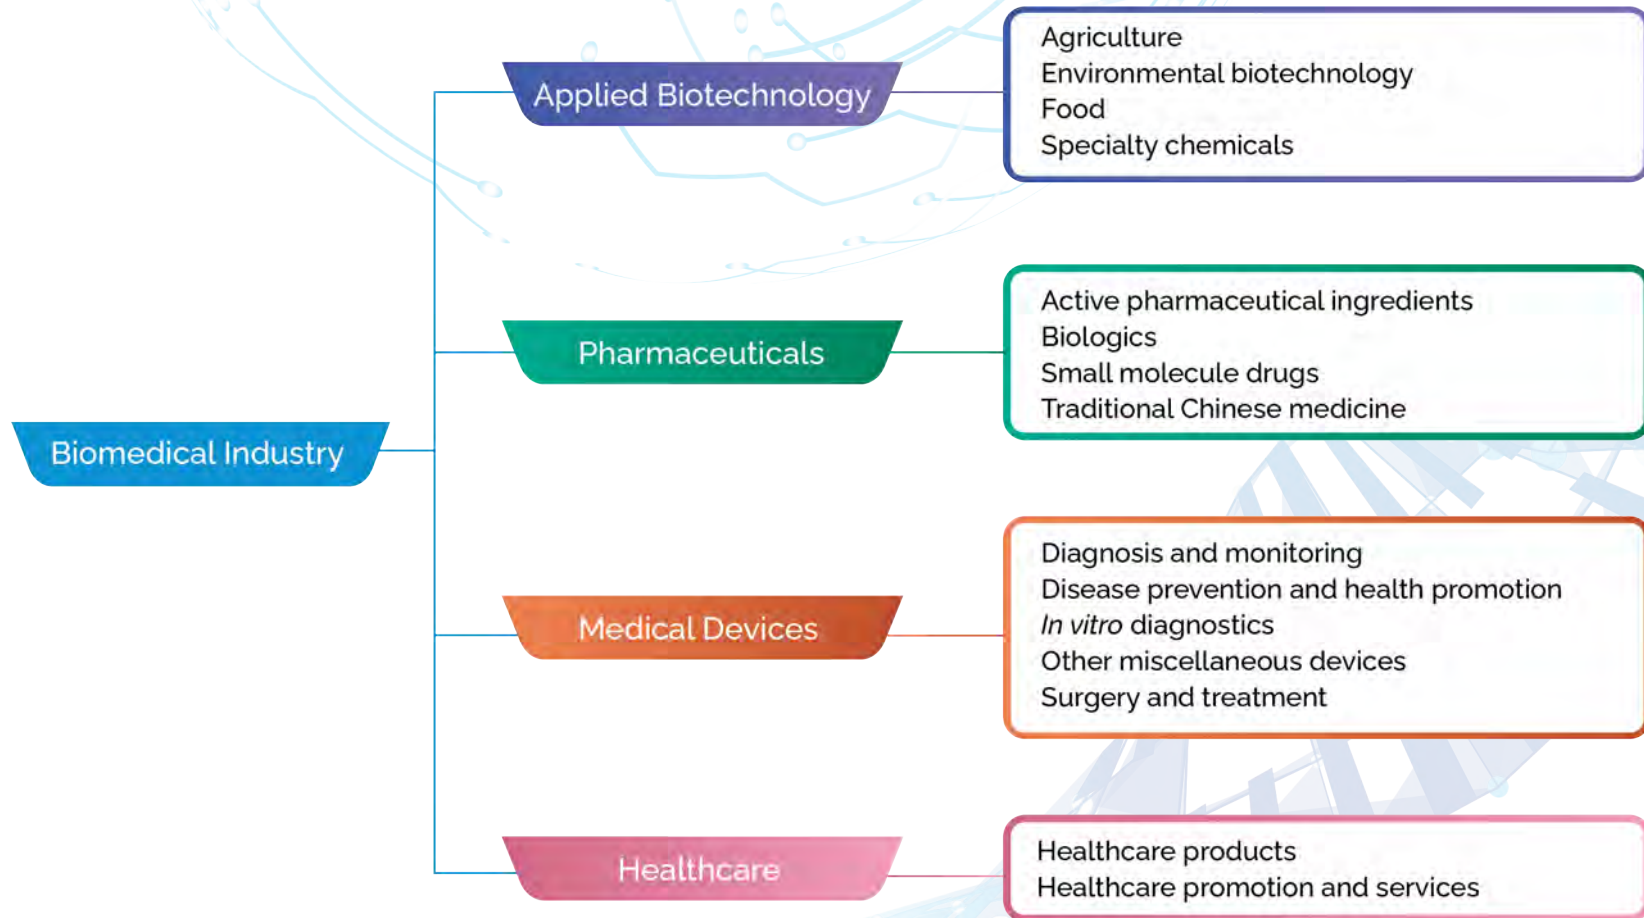 Biomedical Industry
Applied Biotechnology
Agriculture
Environmental biotechnology
Food
Specialty chemicals
Pharmaceuticals
Active pharmaceutical ingredients
Biologics
Small molecule drugs
Traditional Chinese medicine
Medical Devices
Diagnosis and monitoring
Disease prevention and health promotion
In vitro diagnostics
Other miscellaneous devices
Surgery and treatment
Healthcare
Healthcare products
Healthcare promotion and services